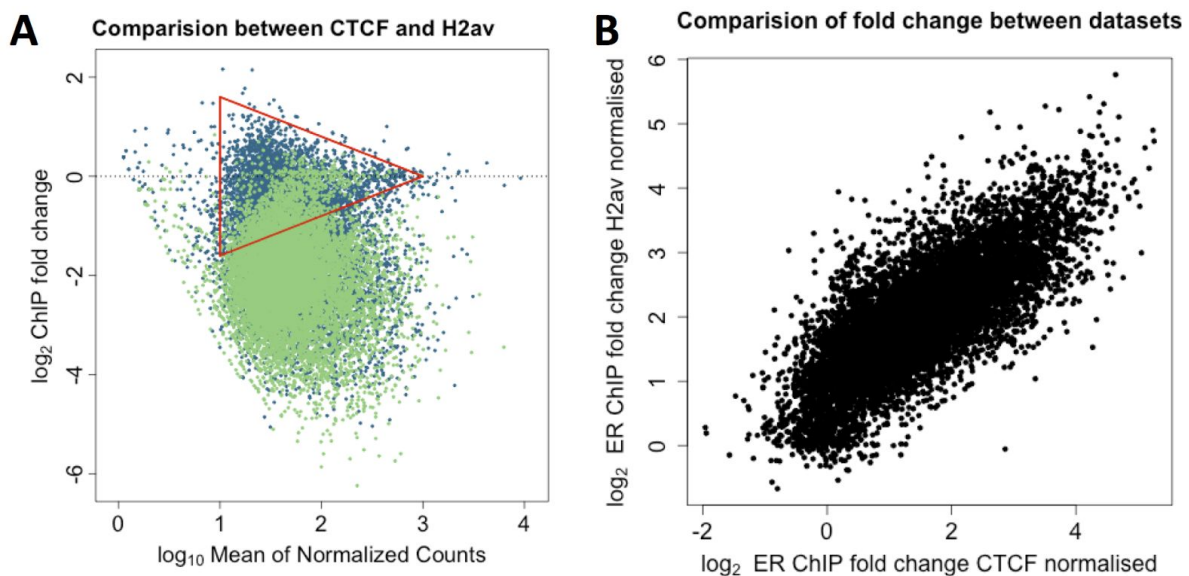 A
Comparision between CTCF and H2av
log₂ ChIP fold change
2
0
-2
-4
-6
0 1 2 3 4
log₁₀ Mean of Normalized Counts
B
Comparision of fold change between datasets
log₂ ER ChIP fold change H2av normalised
6
5
4
3
2
1
0
-2 0 2 4
log₂ ER ChIP fold change CTCF normalised